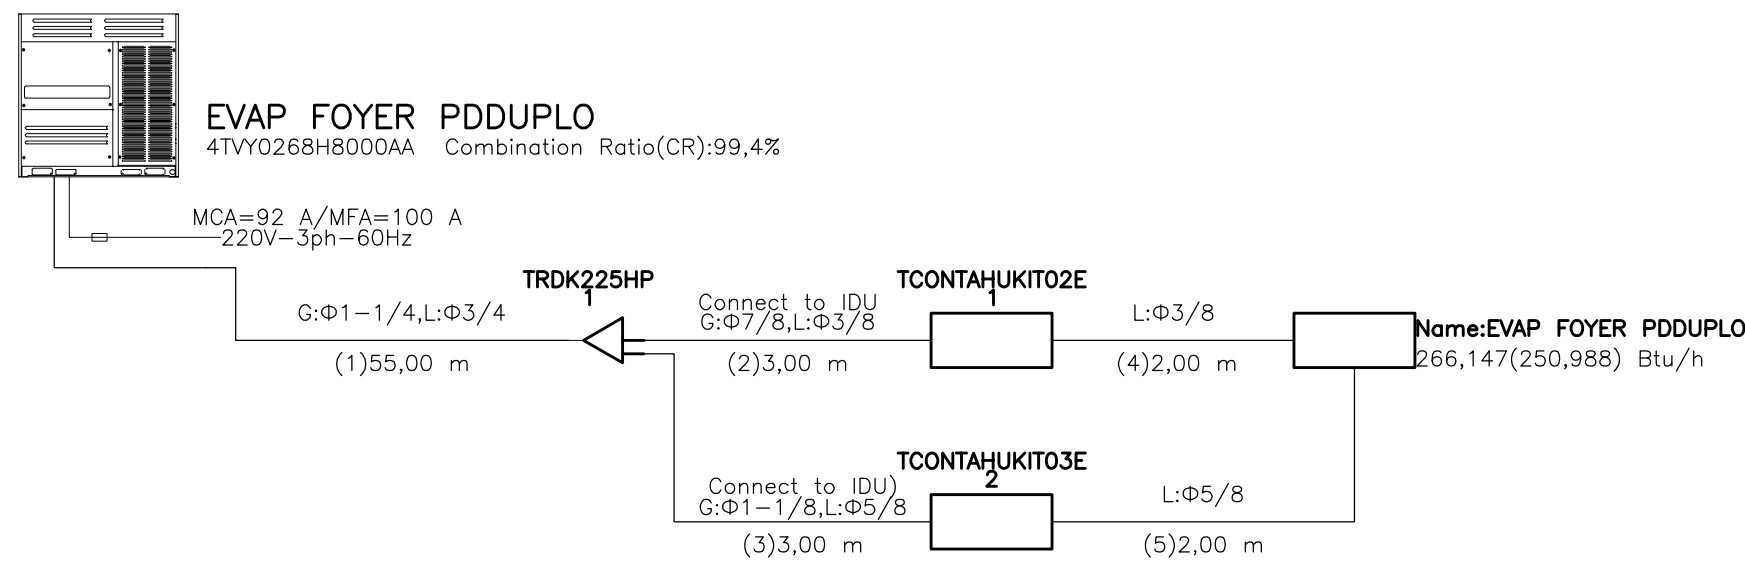 EVAP FOYER PDDUPLO
4TVY0268H8000AA Combination Ratio(CR):99,4%
MCA=92 A/MFA=100 A
220V-3ph-60Hz
TRDK225HP
1
G:Φ1-1/4,L:Φ3/4
(1)55,00 m
Connect to IDU
G:Φ7/8,L:Φ3/8
(2)3,00 m
TCONTAHUKIT02E
1
L:Φ3/8
(4)2,00 m
Name:EVAP FOYER PDDUPLO
266,147(250,988) Btu/h
Connect to IDU)
G:Φ1-1/8,L:Φ5/8
(3)3,00 m
TCONTAHUKIT03E
2
L:Φ5/8
(5)2,00 m